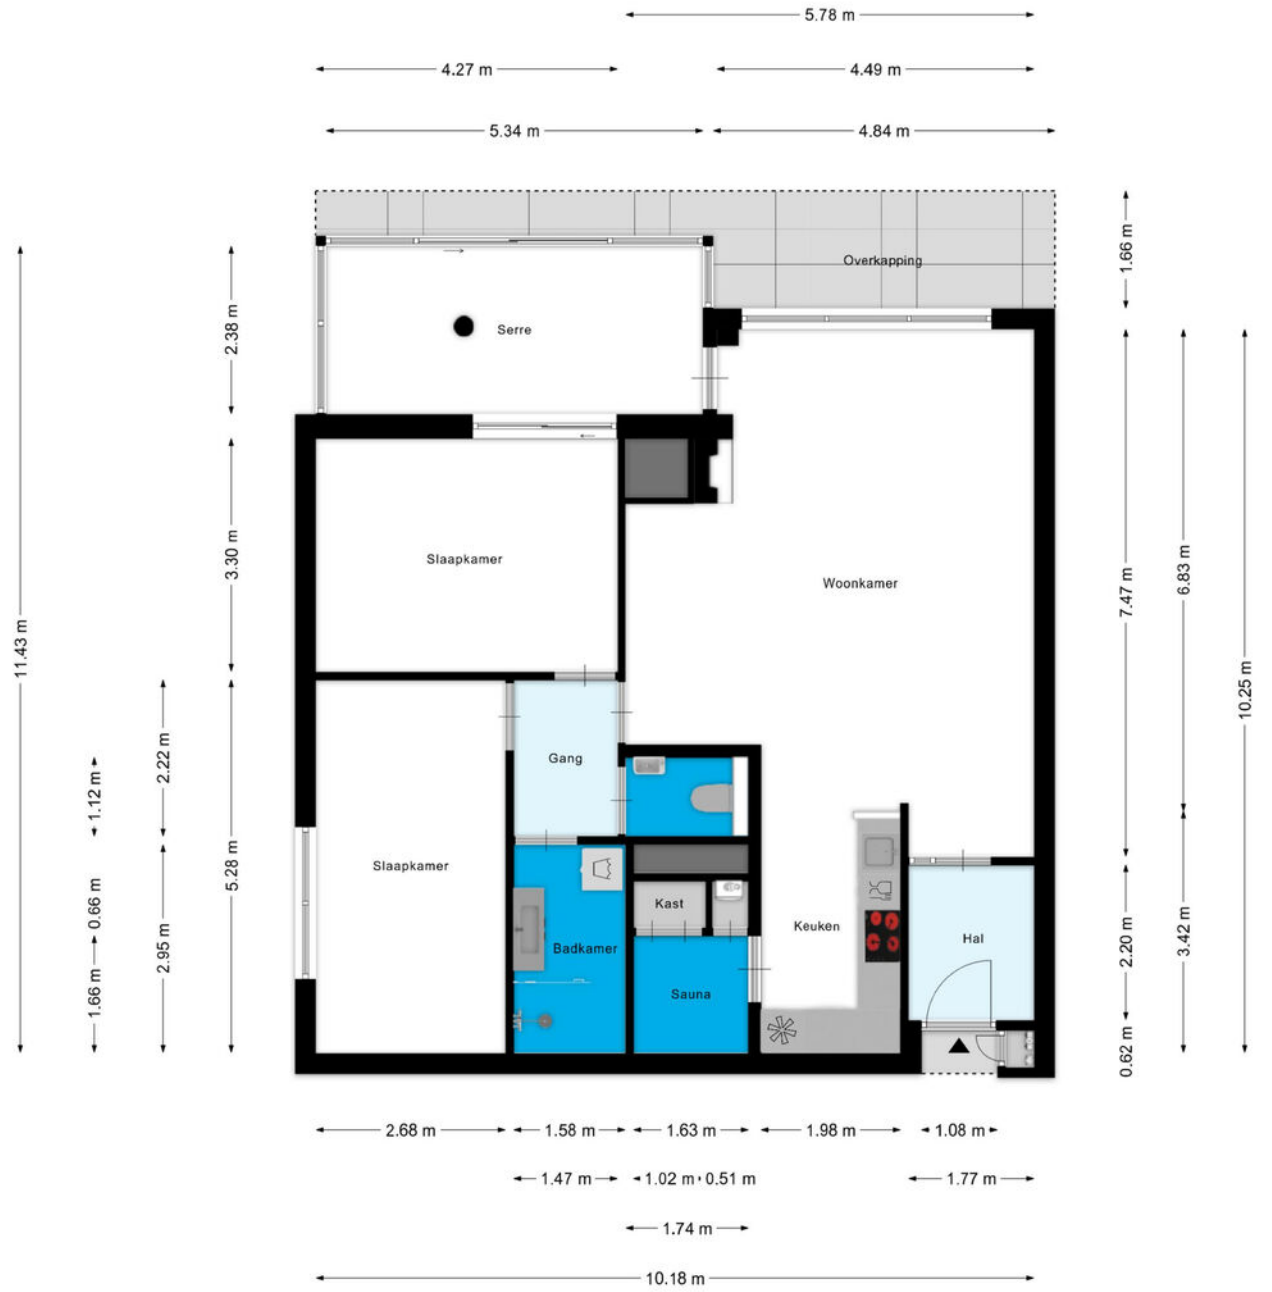 5.78 m
4.27 m
4.49 m
5.34 m
4.84 m
Overkapping
1.66 m
Serre
2.38 m
11.43 m
3.30 m
Slaapkamer
Woonkamer
7.47 m
6.83 m
10.25 m
Gang
2.22 m
1.12 m
Slaapkamer
5.28 m
Kast
0.66 m
Keuken
Hal
Badkamer
2.95 m
2.20 m
3.42 m
1.66 m
Sauna
0.62 m
2.68 m
1.58 m
1.63 m
1.98 m
1.08 m
1.47 m
1.02 m
0.51 m
1.77 m
1.74 m
10.18 m